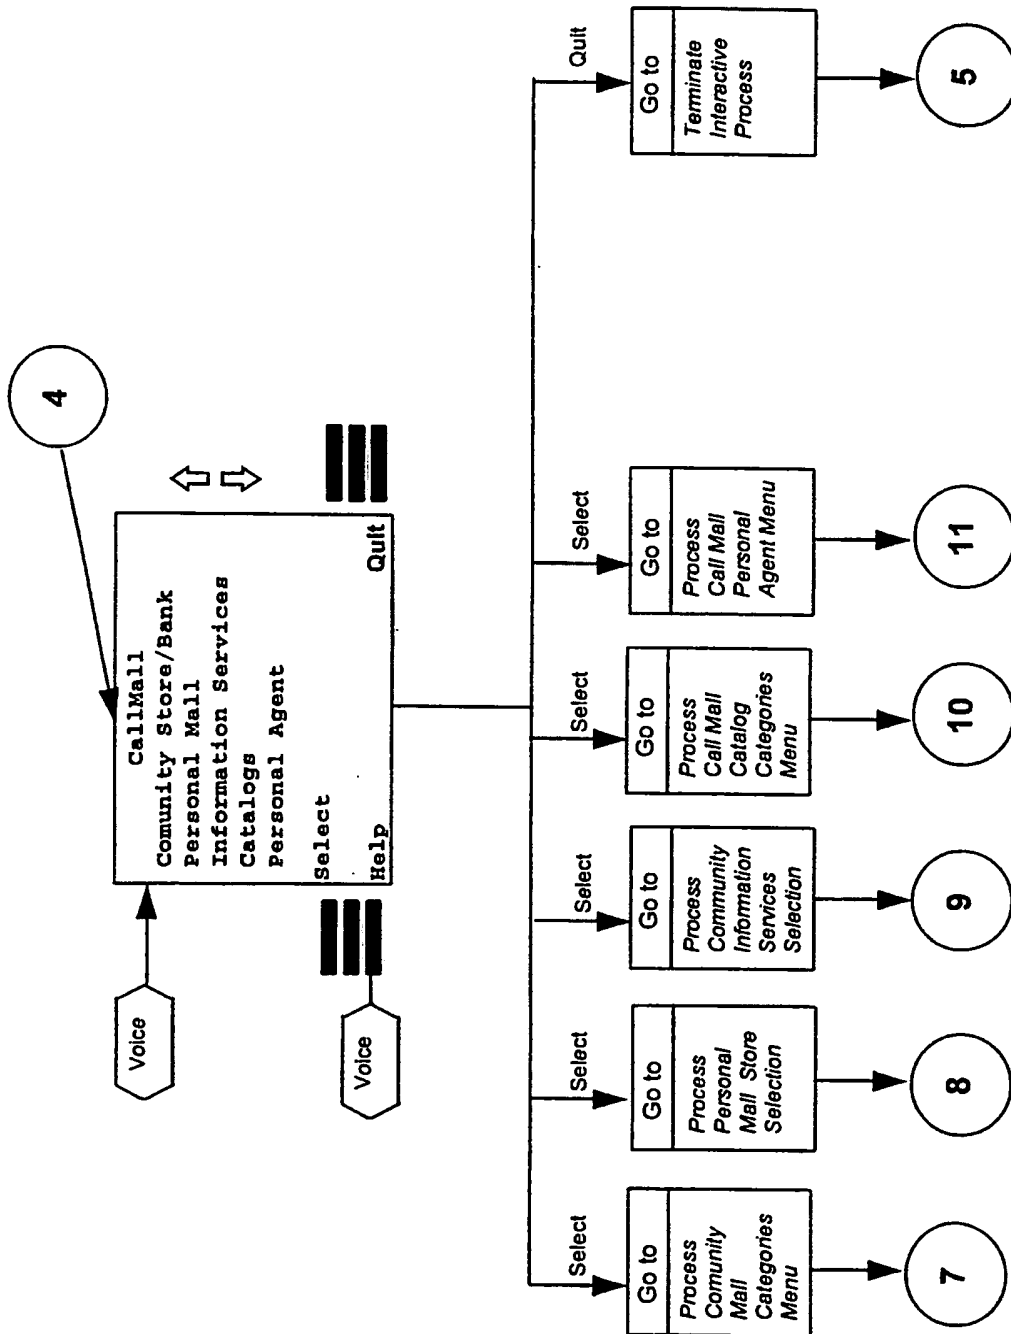 4
Voice
CallMall
Comunity Store/Bank
Personal Mall
Information Services
Catalogs
Personal Agent
Select
Help
Quit
Voice
Select
Go to
Process
Comunity
Mall
Categories
Menu
7
Select
Go to
Process
Personal
Mall Store
Selection
8
Select
Go to
Process
Community
Information
Services
Selection
9
Select
Go to
Process
Call Mall
Catalog
Categories
Menu
10
Select
Go to
Process
Call Mall
Personal
Agent Menu
11
Quit
Go to
Terminate
Interactive
Process
5